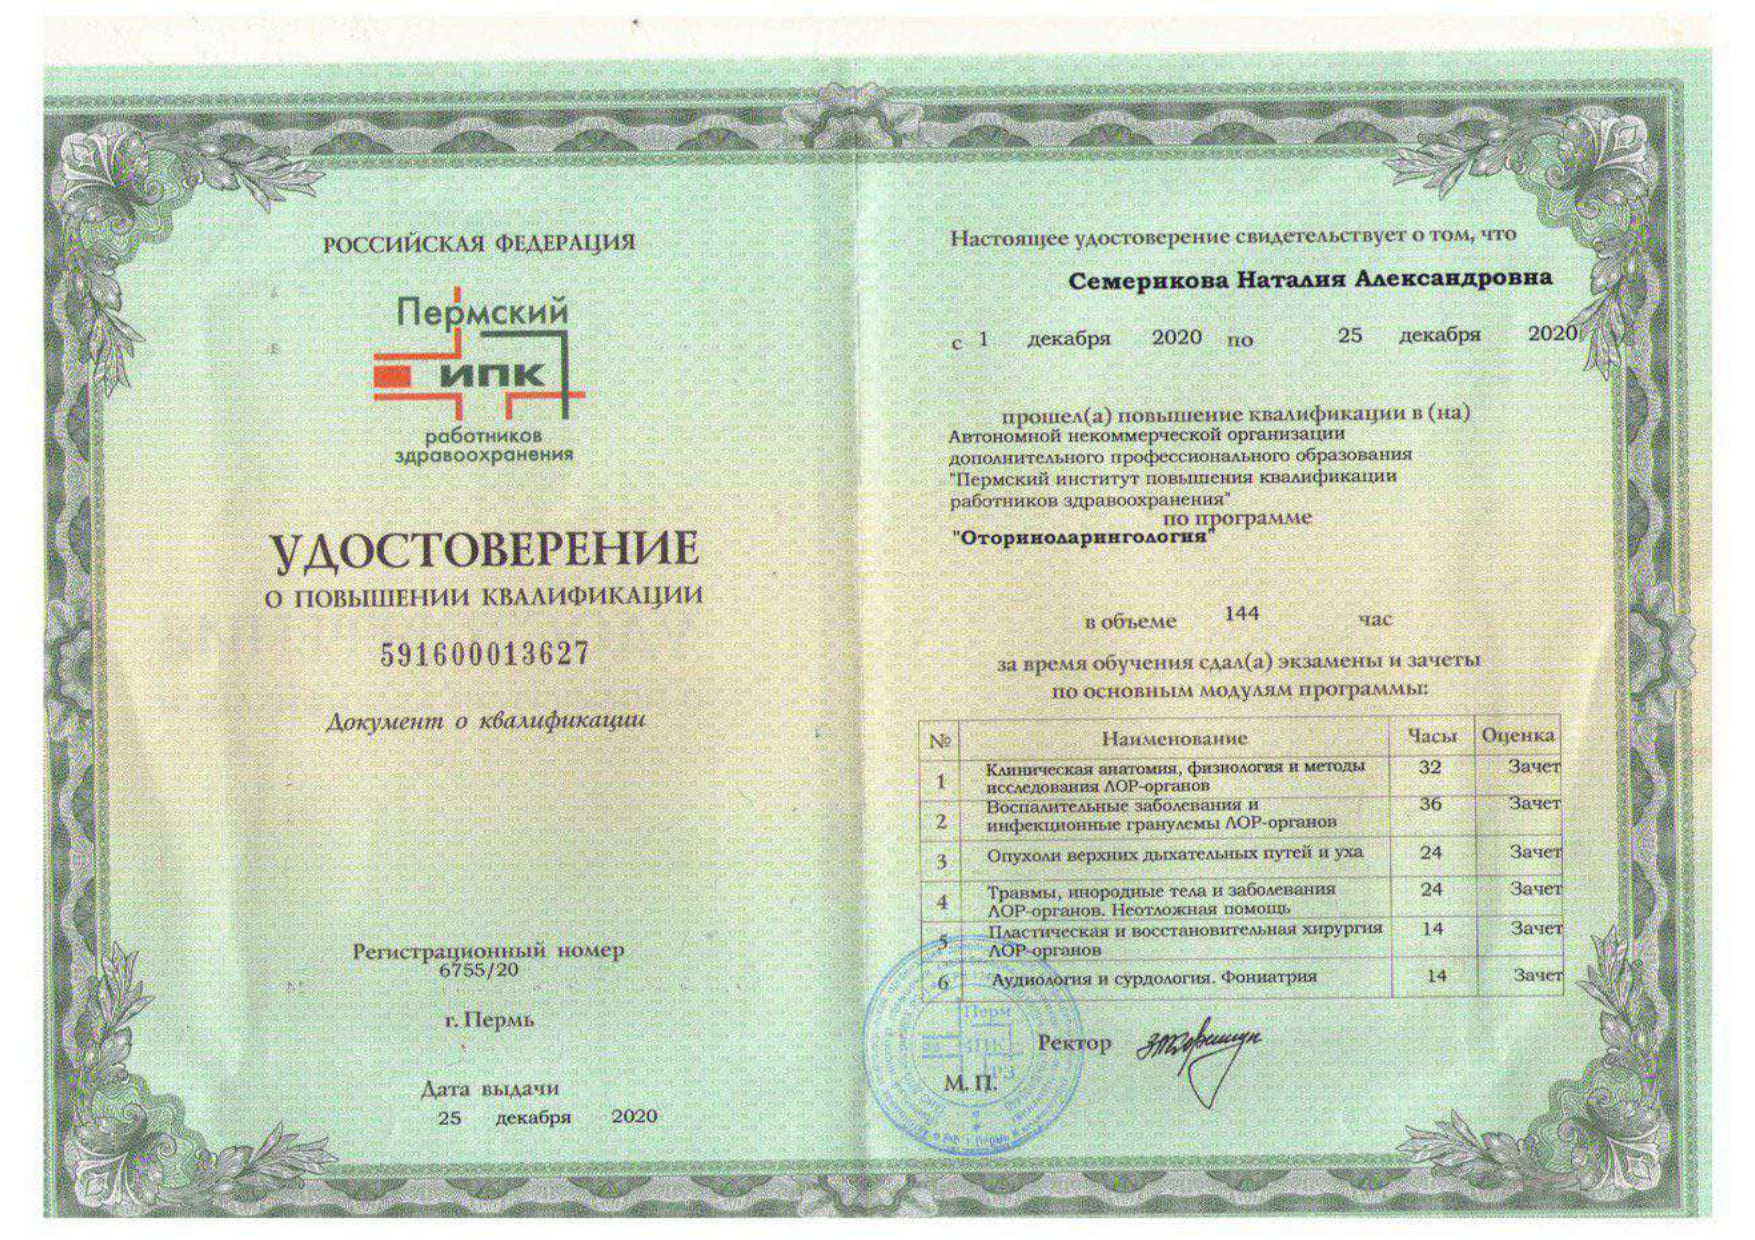 РОССИЙСКАЯ ФЕДЕРАЦИЯ
Пермский
ИПК
работников
здравоохранения
УДОСТОВЕРЕНИЕ
О ПОВЫШЕНИИ КВАЛИФИКАЦИИ
591600013627
Документ о квалификации
Регистрационный номер
6755/20
г. Пермь
Дата выдачи
25 декабря 2020
Настоящее удостоверение свидетельствует о том, что
Семерикова Наталия Александровна
с 1 декабря 2020 по 25 декабря 2020
прошел(а) повышение квалификации в (на)
Автономной некоммерческой организации
дополнительного профессионального образования
"Пермский институт повышения квалификации
работников здравоохранения"
по программе
"Оториноларингология"
в объеме 144 час
за время обучения сдал(а) экзамены и зачеты
по основным модулям программы:
№ Наименование Часы Оценка
1 Клиническая анатомия, физиология и методы исследования ЛОР-органов 32 Зачет
2 Воспалительные заболевания и инфекционные гранулемы ЛОР-органов 36 Зачет
3 Опухоли верхних дыхательных путей и уха 24 Зачет
4 Травмы, инородные тела и заболевания ЛОР-органов. Неотложная помощь 24 Зачет
5 Пластическая и восстановительная хирургия ЛОР-органов 14 Зачет
6 Аудиология и сурдология. Фониатрия 14 Зачет
Ректор
М. П.